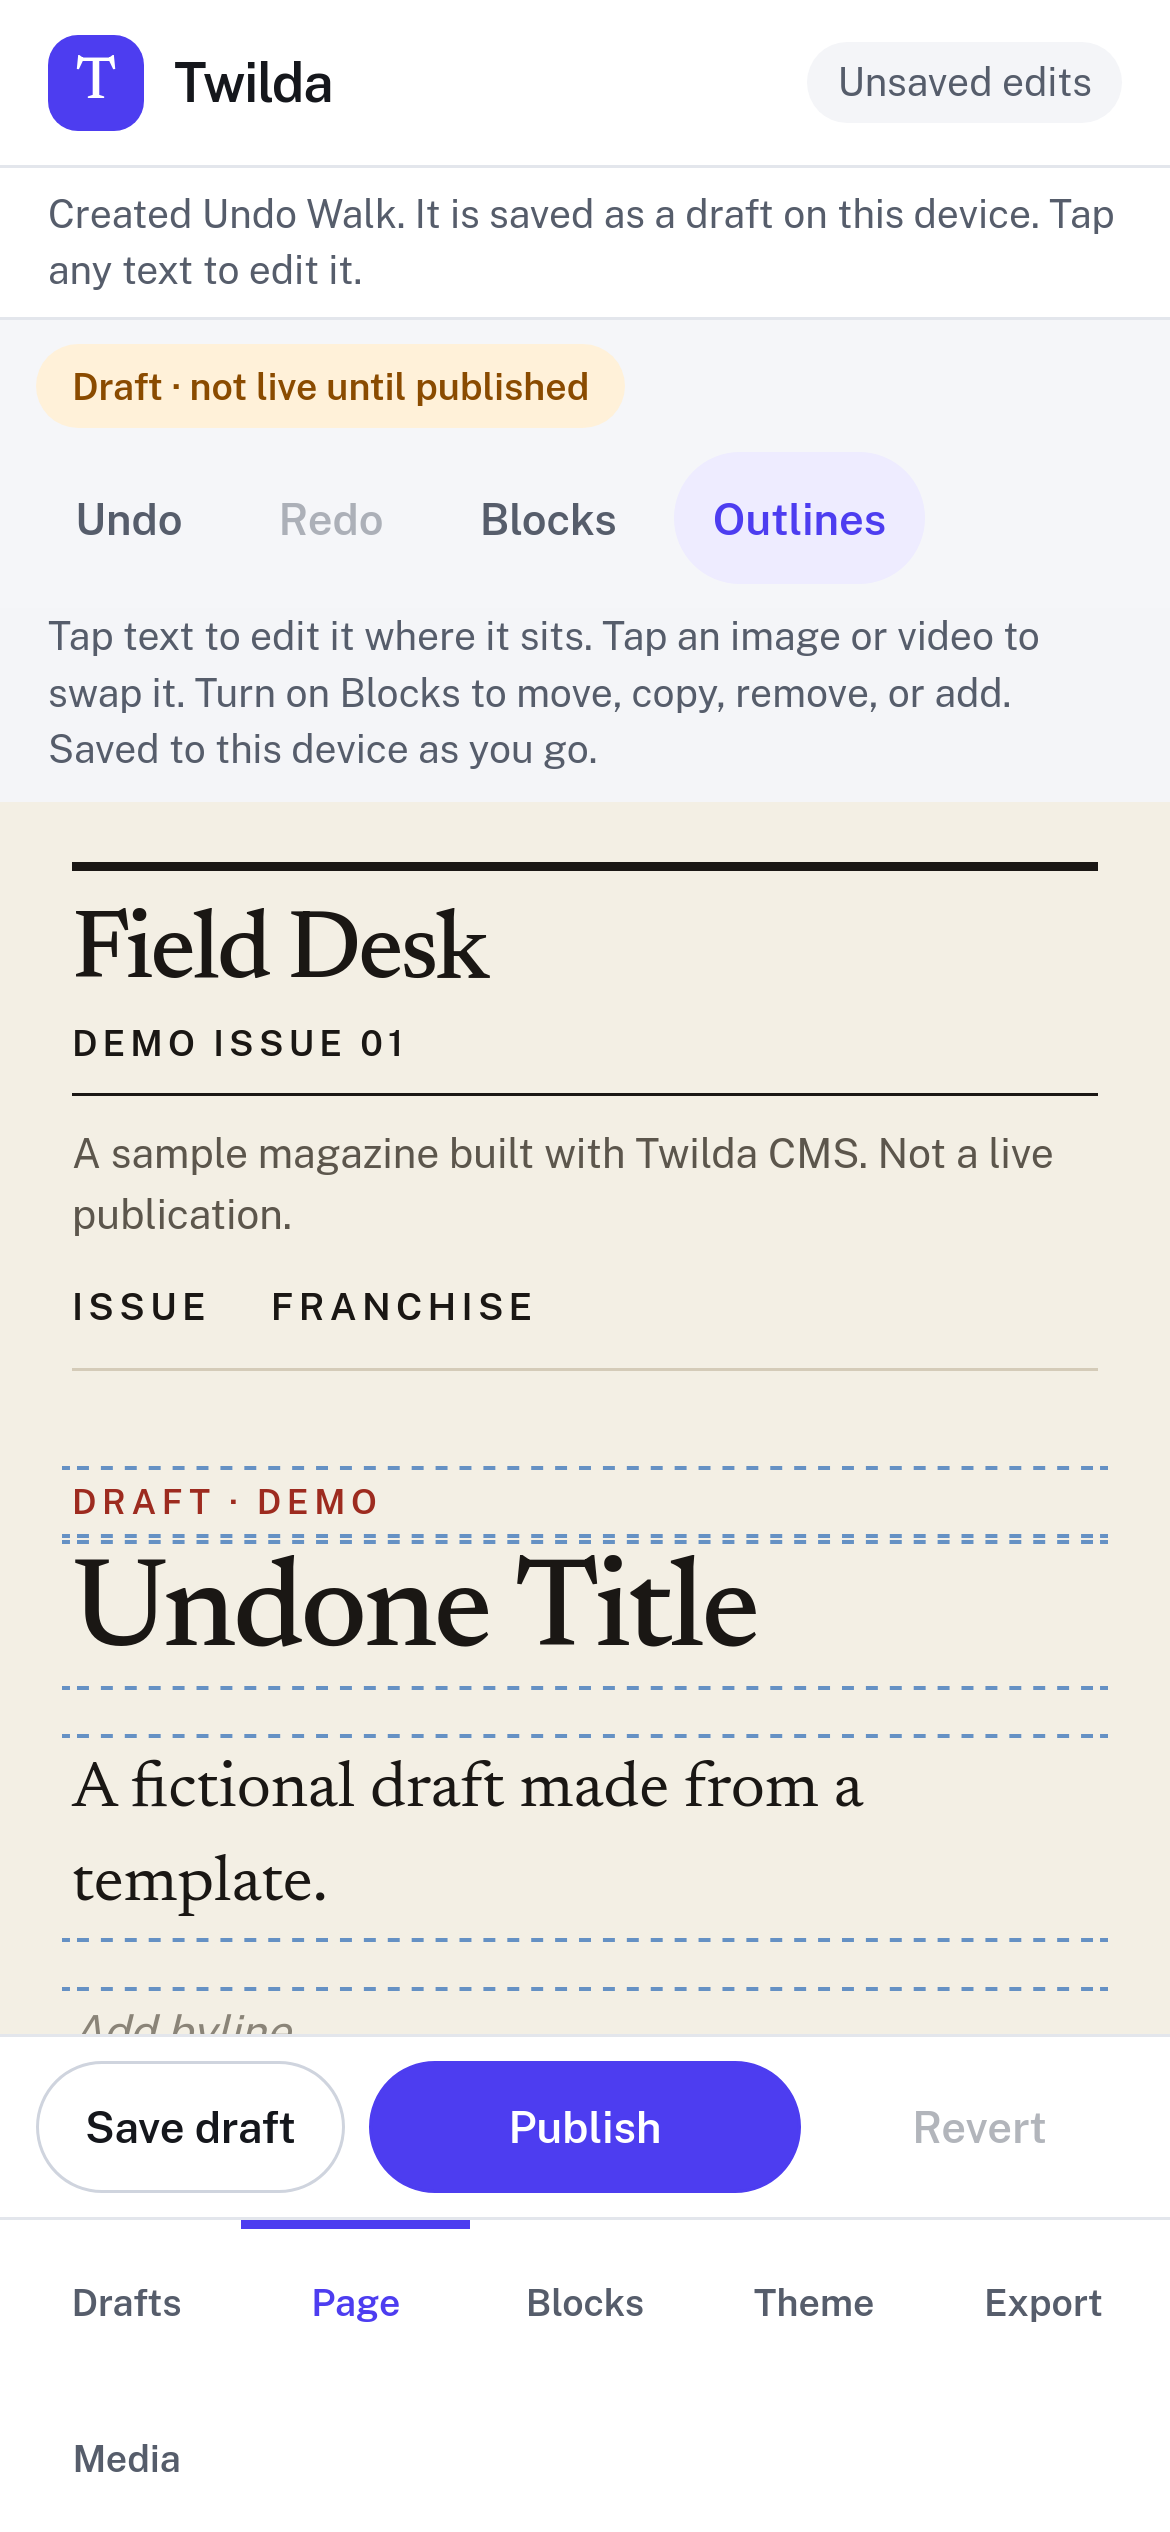 T
Twilda
Unsaved edits
Created Undo Walk. It is saved as a draft on this device. Tap
any text to edit it.
Draft · not live until published
Undo
Redo
Blocks
Outlines
Tap text to edit it where it sits. Tap an image or video to
swap it. Turn on Blocks to move, copy, remove, or add.
Saved to this device as you go.
Field Desk
DEMO ISSUE 01
A sample magazine built with Twilda CMS. Not a live
publication.
ISSUE FRANCHISE
DRAFT · DEMO
Undone Title
A fictional draft made from a
template.
Add byline
Save draft
Publish
Revert
Drafts
Page
Blocks
Theme
Export
Media